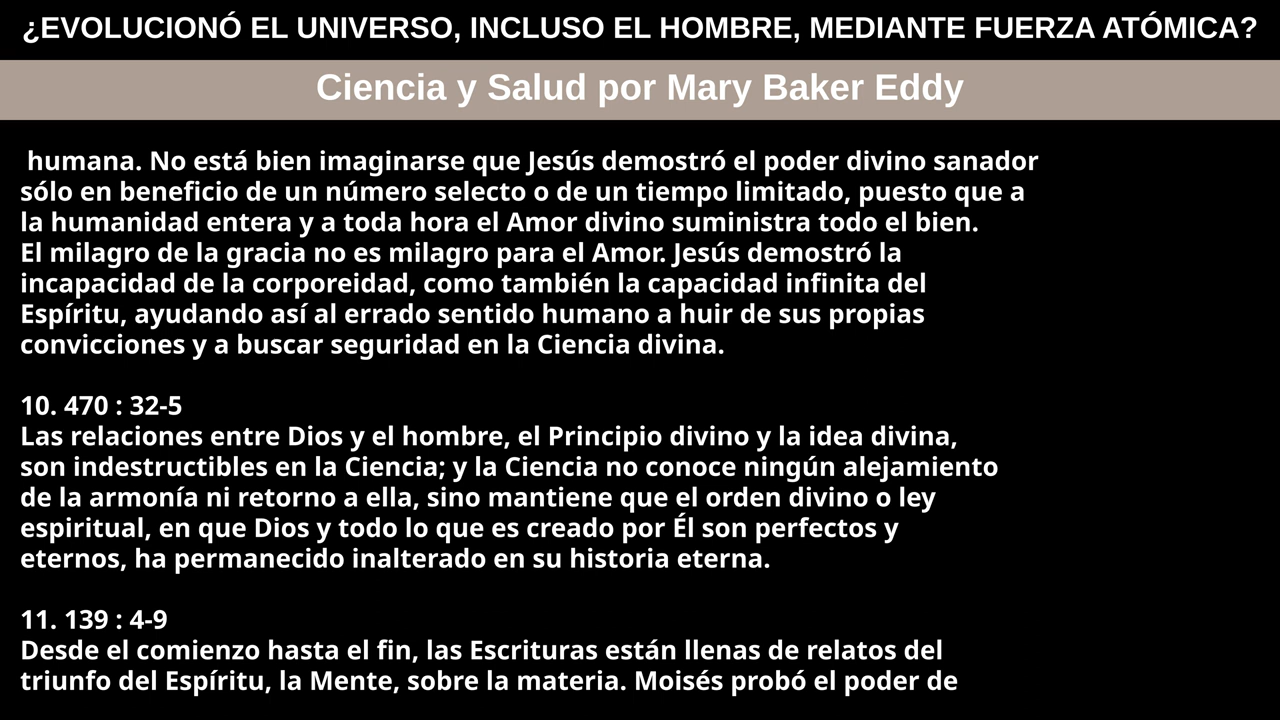 ¿EVOLUCIONÓ EL UNIVERSO, INCLUSO EL HOMBRE, MEDIANTE FUERZA ATÓMICA?
Ciencia y Salud por Mary Baker Eddy
humana. No está bien imaginarse que Jesús demostró el poder divino sanador
sólo en beneficio de un número selecto o de un tiempo limitado, puesto que a
la humanidad entera y a toda hora el Amor divino suministra todo el bien.
El milagro de la gracia no es milagro para el Amor. Jesús demostró la
incapacidad de la corporeidad, como también la capacidad infinita del
Espíritu, ayudando así al errado sentido humano a huir de sus propias
convicciones y a buscar seguridad en la Ciencia divina.
10. 470 : 32-5
Las relaciones entre Dios y el hombre, el Principio divino y la idea divina,
son indestructibles en la Ciencia; y la Ciencia no conoce ningún alejamiento
de la armonía ni retorno a ella, sino mantiene que el orden divino o ley
espiritual, en que Dios y todo lo que es creado por Él son perfectos y
eternos, ha permanecido inalterado en su historia eterna.
11. 139 : 4-9
Desde el comienzo hasta el fin, las Escrituras están llenas de relatos del
triunfo del Espíritu, la Mente, sobre la materia. Moisés probó el poder de